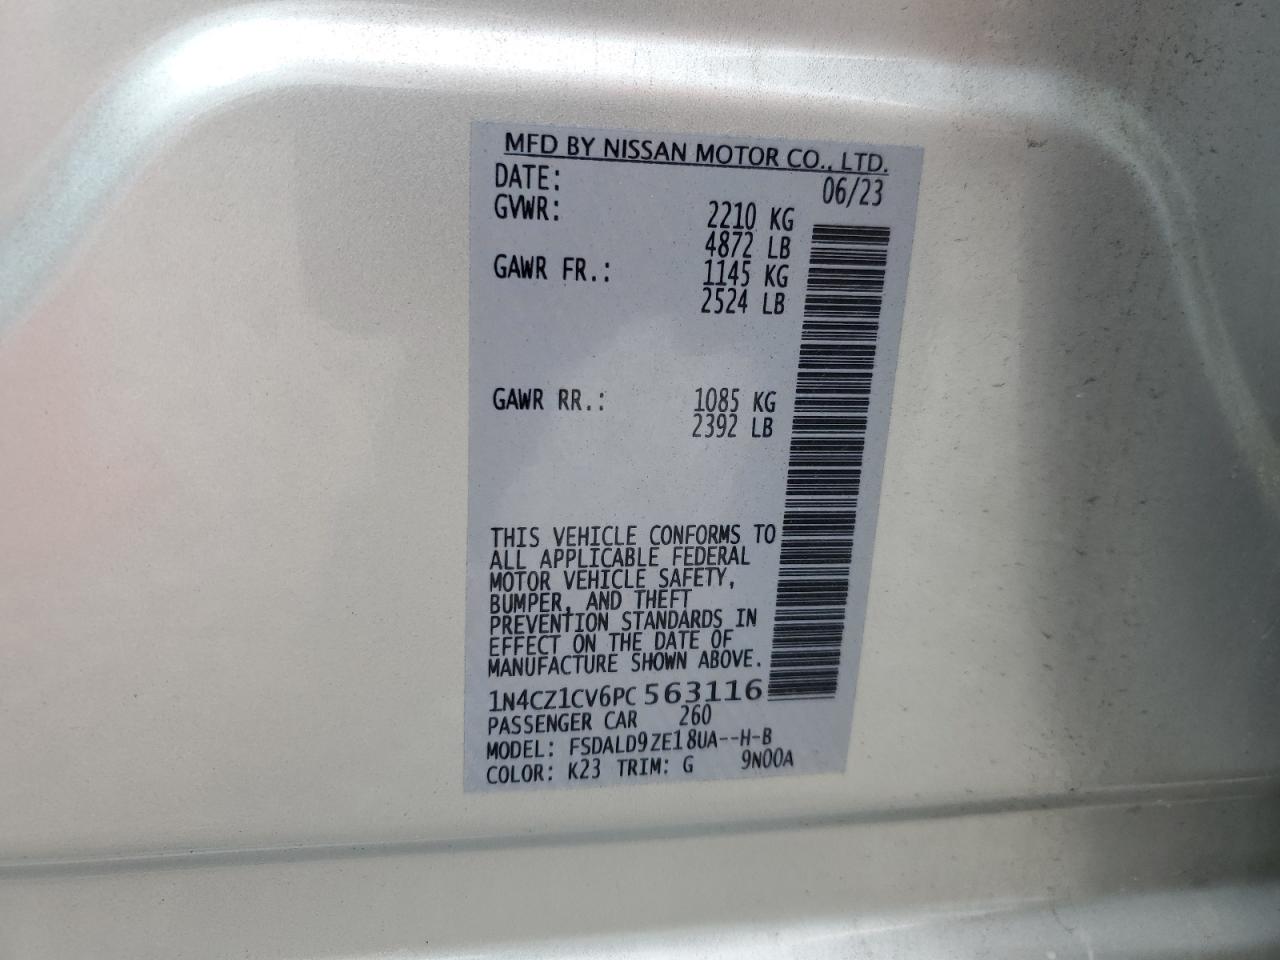 MFD BY NISSAN MOTOR CO., LTD.
DATE: 06/23
GVWR: 2210 KG
4872 LB
GAWR FR.: 1145 KG
2524 LB
GAWR RR.: 1085 KG
2392 LB
THIS VEHICLE CONFORMS TO
ALL APPLICABLE FEDERAL
MOTOR VEHICLE SAFETY,
BUMPER, AND THEFT
PREVENTION STANDARDS IN
EFFECT ON THE DATE OF
MANUFACTURE SHOWN ABOVE.
1N4CZ1CV6PC563116
PASSENGER CAR 260
MODEL: FSDALD9ZE18UA--H-B
COLOR: K23 TRIM: G 9N00A